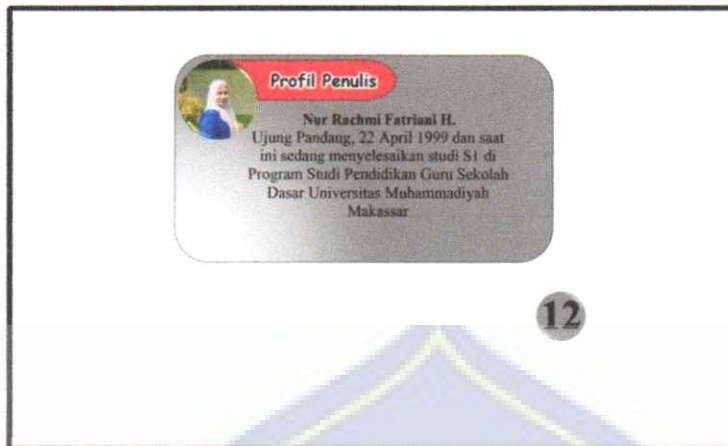 Profil Penulis
Nur Rachmi Fatriani H.
Ujung Pandang, 22 April 1999 dan saat
ini sedang menyelesaikan studi S1 di
Program Studi Pendidikan Guru Sekolah
Dasar Universitas Muhammadiyah
Makassar
12